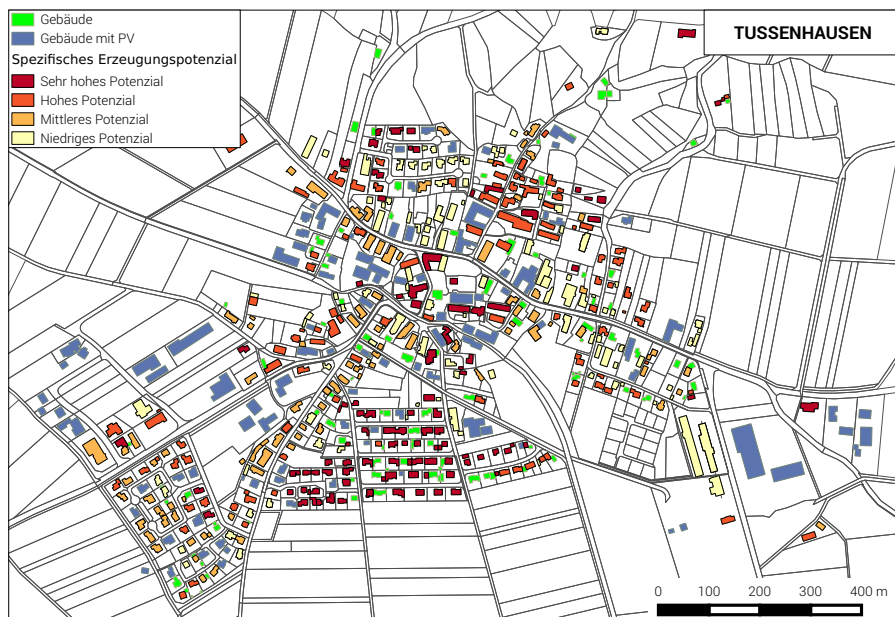 Gebäude
Gebäude mit PV
Spezifisches Erzeugungspotenzial
Sehr hohes Potenzial
Hohes Potenzial
Mittleres Potenzial
Niedriges Potenzial
TUSSENHAUSEN
0 100 200 300 400 m